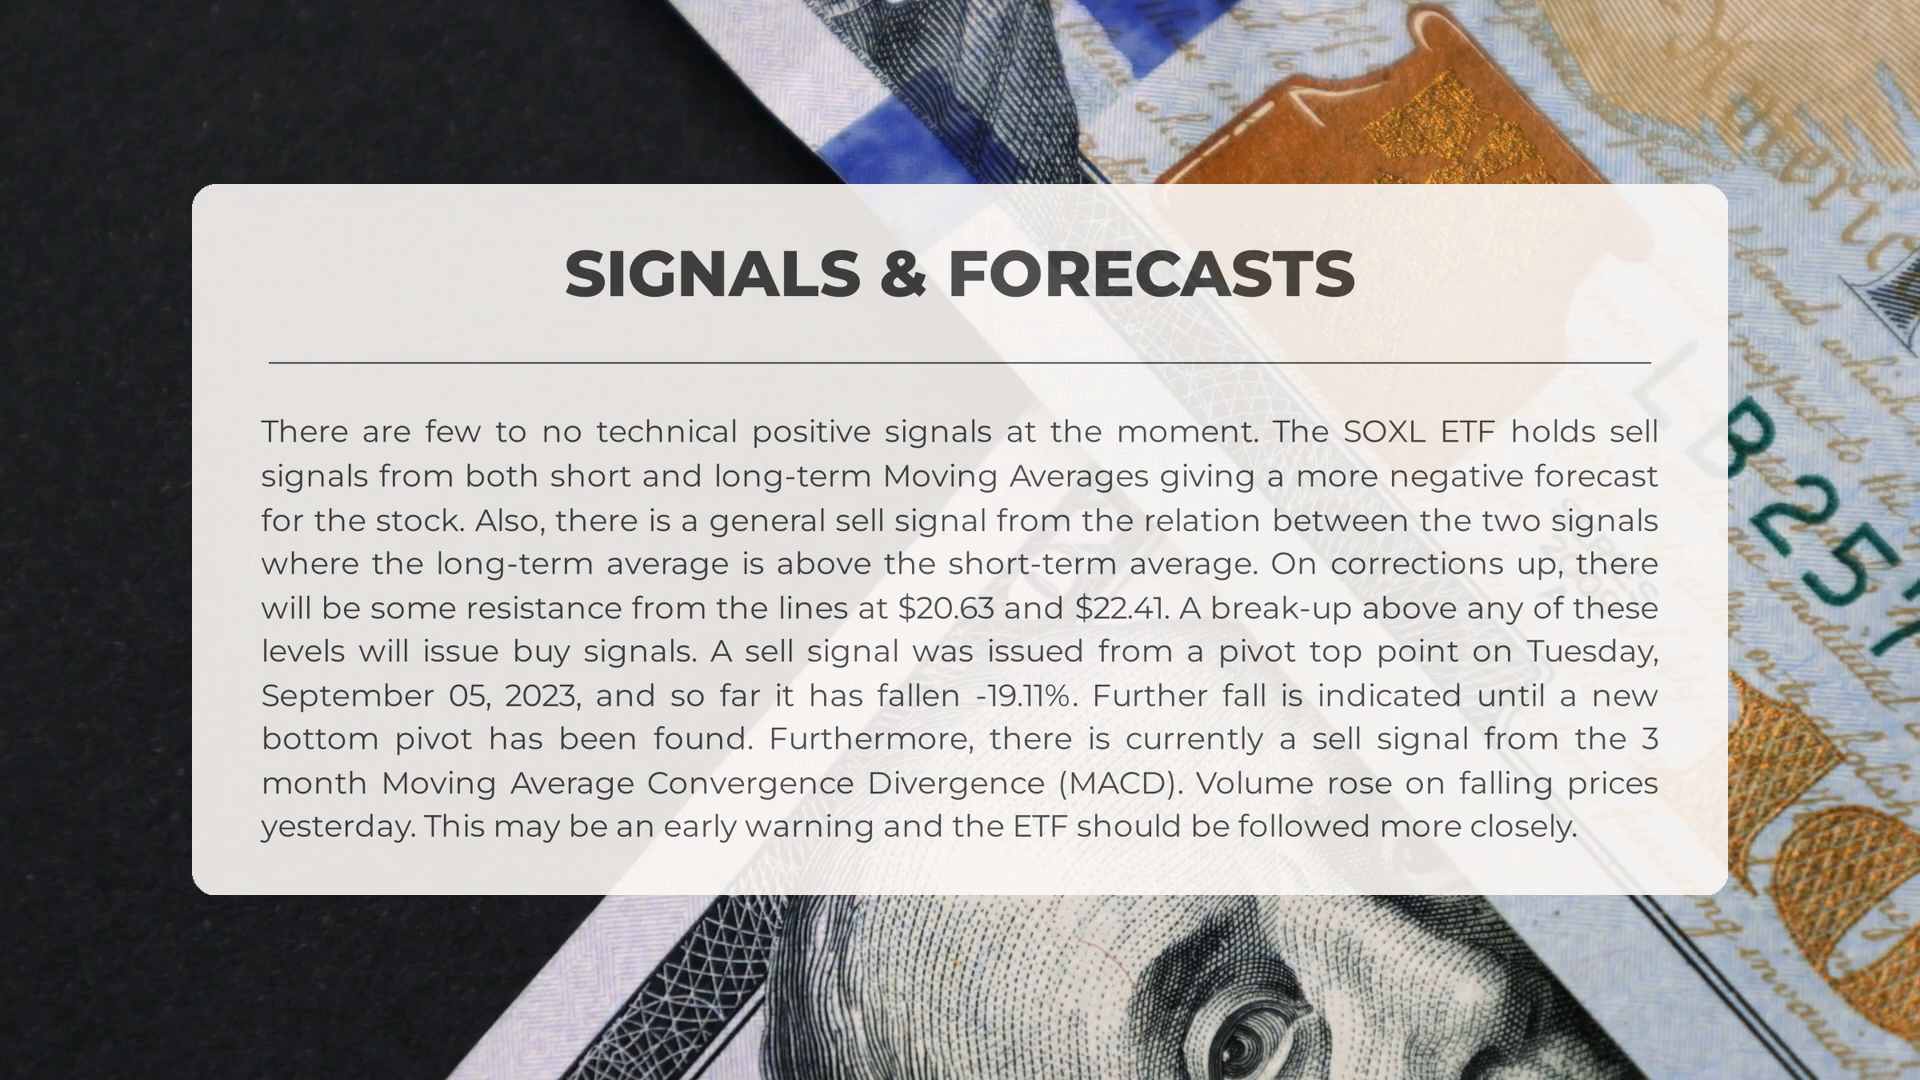 SIGNALS & FORECASTS
There are few to no technical positive signals at the moment. The SOXL ETF holds sell
signals from both short and long-term Moving Averages giving a more negative forecast
for the stock. Also, there is a general sell signal from the relation between the two signals
where the long-term average is above the short-term average. On corrections up, there
will be some resistance from the lines at $20.63 and $22.41. A break-up above any of these
levels will issue buy signals. A sell signal was issued from a pivot top point on Tuesday,
September 05, 2023, and so far it has fallen -19.11%. Further fall is indicated until a new
bottom pivot has been found. Furthermore, there is currently a sell signal from the 3
month Moving Average Convergence Divergence (MACD). Volume rose on falling prices
yesterday. This may be an early warning and the ETF should be followed more closely.
LB25